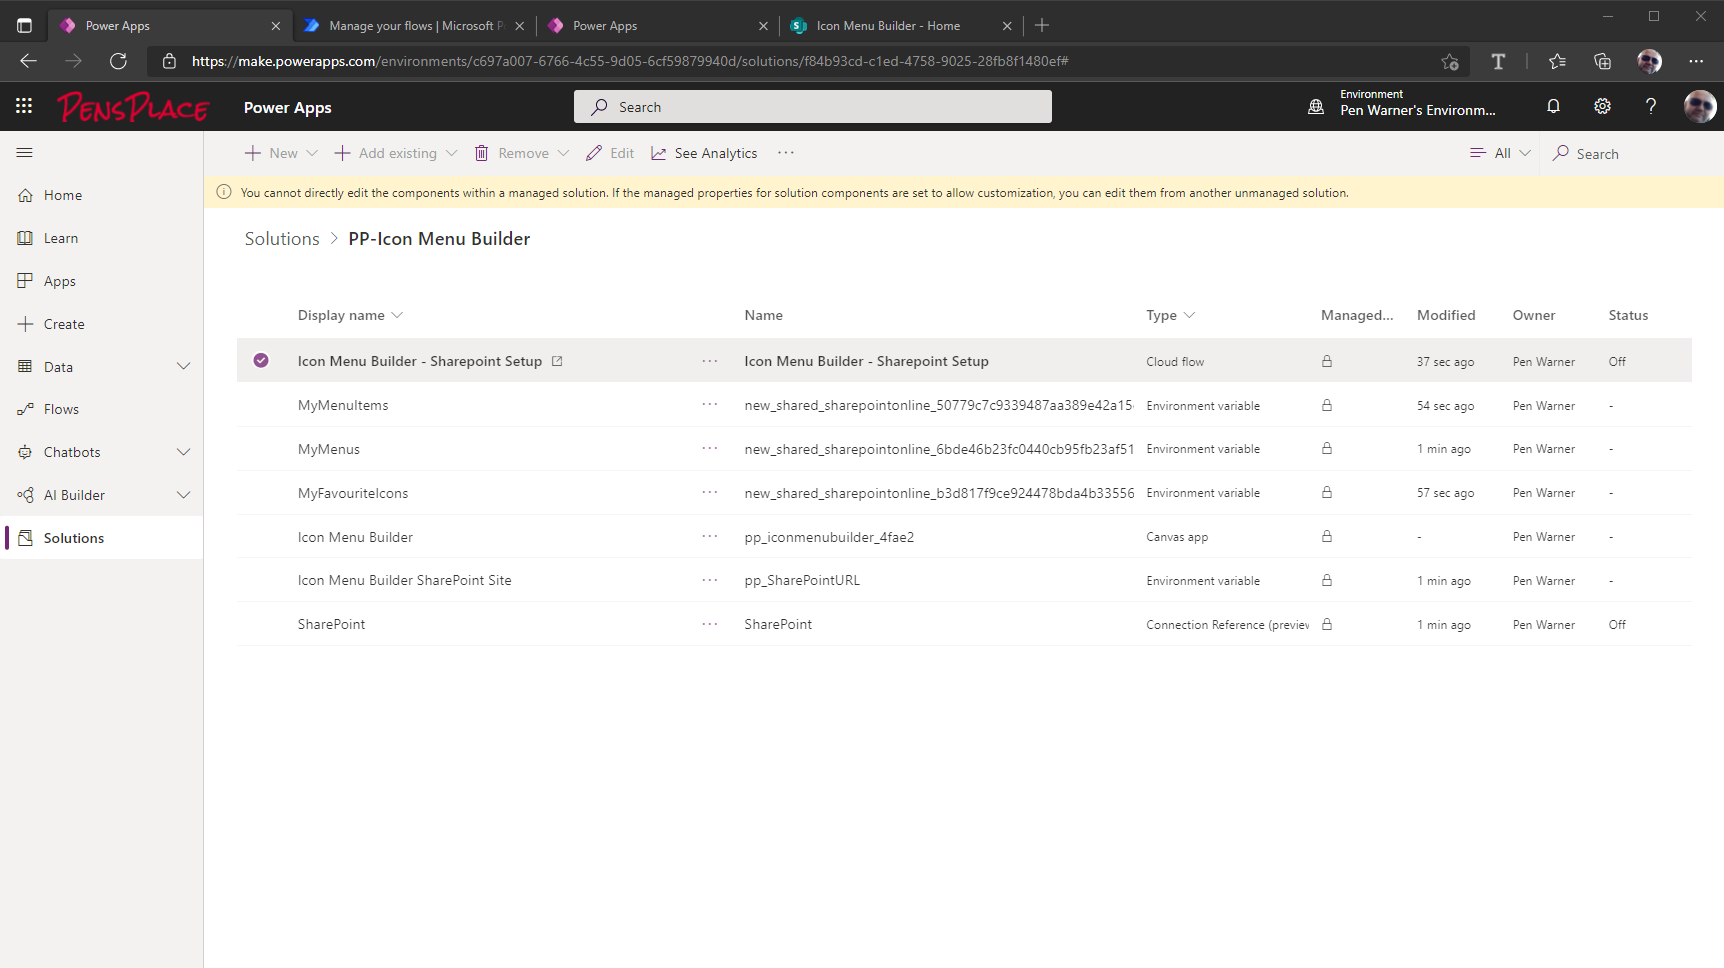 Power Apps
Manage your flows | Microsoft P
Power Apps
Icon Menu Builder - Home
https://make.powerapps.com/environments/c697a007-6766-4c55-9d05-6cf59879940d/solutions/f84b93cd-c1ed-4758-9025-28fb8f1480ef#
PENSPLACE
Power Apps
Search
Environment
Pen Warner's Environm...
New
Add existing
Remove
Edit
See Analytics
All
Search
You cannot directly edit the components within a managed solution. If the managed properties for solution components are set to allow customization, you can edit them from another unmanaged solution.
Home
Learn
Apps
Create
Data
Flows
Chatbots
AI Builder
Solutions
Solutions > PP-Icon Menu Builder
Display name Name Type Managed... Modified Owner Status
Icon Menu Builder - Sharepoint Setup ... Icon Menu Builder - Sharepoint Setup Cloud flow 37 sec ago Pen Warner Off
MyMenuItems ... new_shared_sharepointonline_50779c7c9339487aa389e42a15 Environment variable 54 sec ago Pen Warner -
MyMenus ... new_shared_sharepointonline_6bde46b23fc0440cb95fb23af51 Environment variable 1 min ago Pen Warner -
MyFavouriteIcons ... new_shared_sharepointonline_b3d817f9ce924478bda4b33556 Environment variable 57 sec ago Pen Warner -
Icon Menu Builder ... pp_iconmenubuilder_4fae2 Canvas app - Pen Warner -
Icon Menu Builder SharePoint Site ... pp_SharePointURL Environment variable 1 min ago Pen Warner -
SharePoint ... SharePoint Connection Reference (preview 1 min ago Pen Warner Off